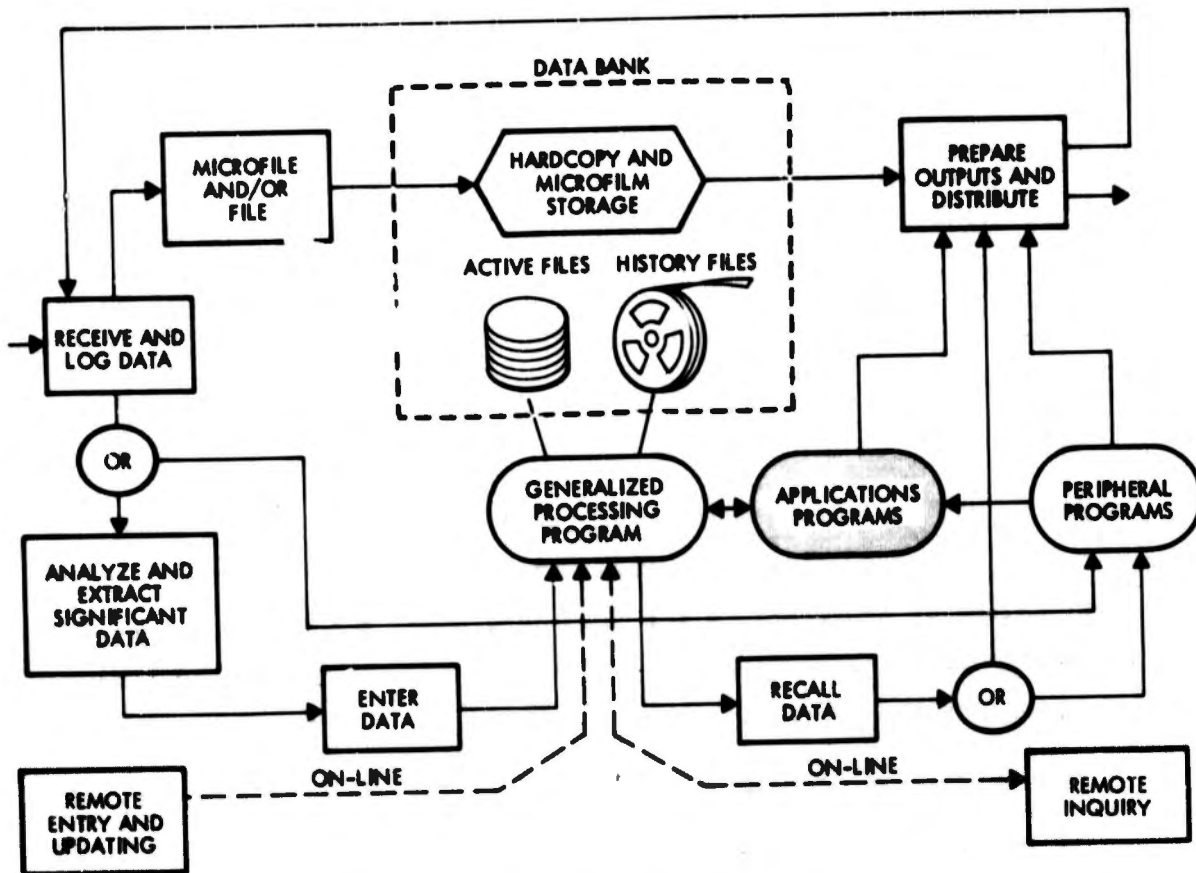 DATA BANK
MICROFILE
AND/OR
FILE
HARDCOPY AND
MICROFILM
STORAGE
PREPARE
OUTPUTS AND
DISTRIBUTE
ACTIVE FILES
HISTORY FILES
RECEIVE AND
LOG DATA
OR
GENERALIZED
PROCESSING
PROGRAM
APPLICATIONS
PROGRAMS
PERIPHERAL
PROGRAMS
ANALYZE AND
EXTRACT
SIGNIFICANT
DATA
ENTER
DATA
RECALL
DATA
OR
ON-LINE
ON-LINE
REMOTE
ENTRY AND
UPDATING
REMOTE
INQUIRY